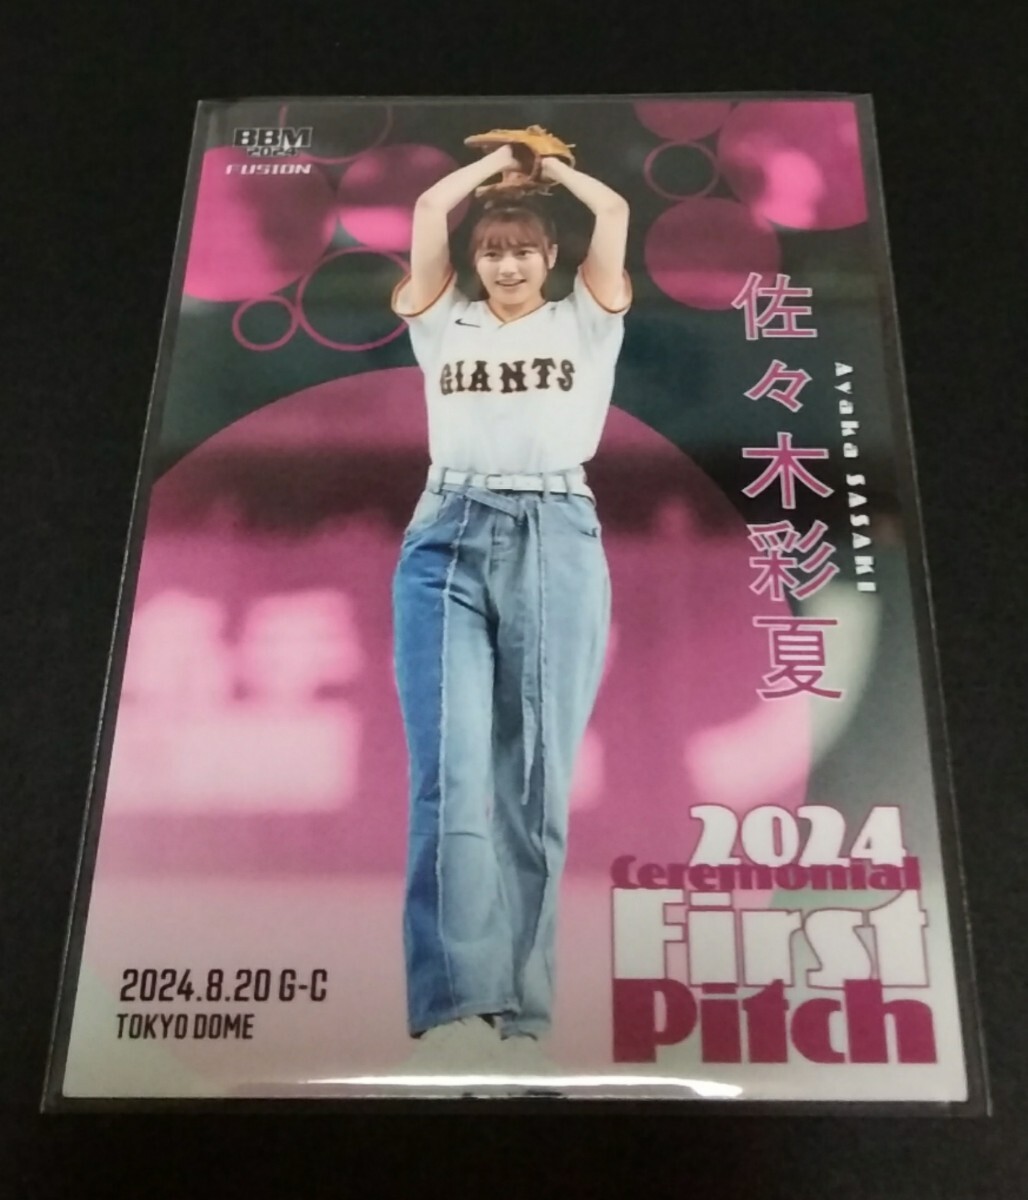 BBM
2024
FUSION
GIANTS
佐々木彩夏
Ayaka SASAKI
2024
Ceremonial
First
Pitch
2024.8.20 G-C
TOKYO DOME